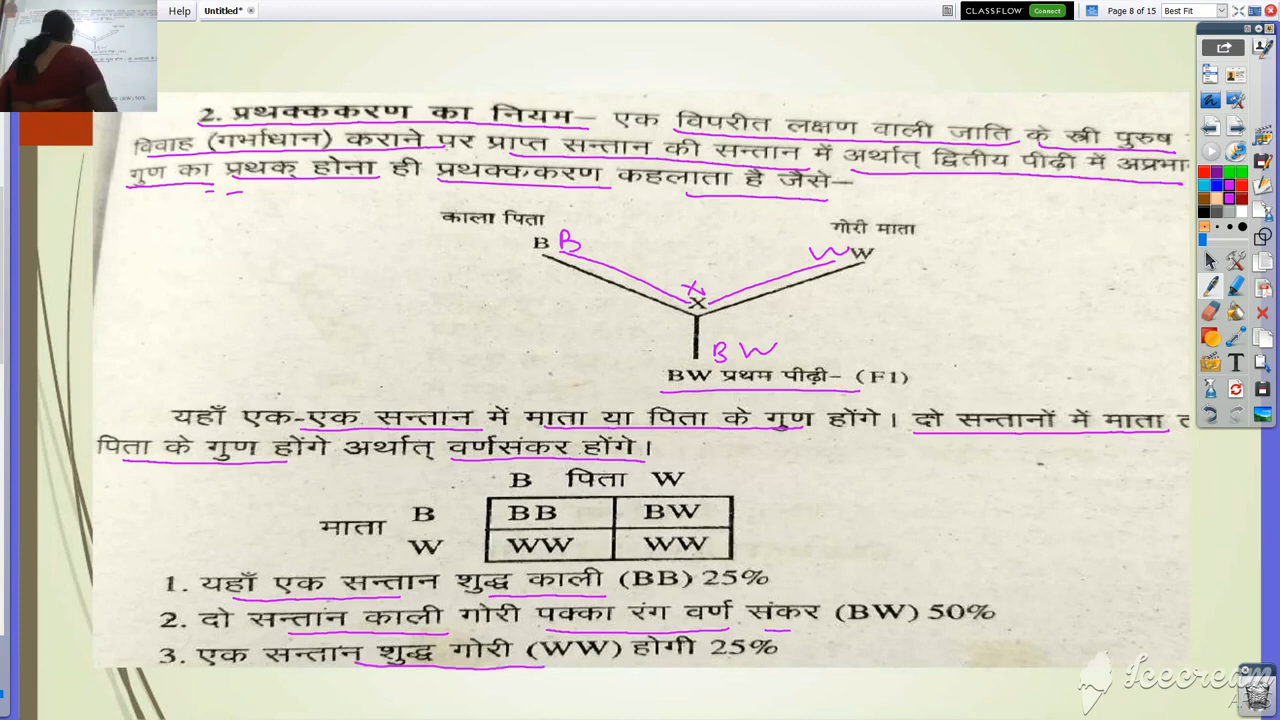 Help Untitled* CLASSFLOW Connect Page 8 of 15 Best Fit
2. प्रथक्ककरण का नियम– एक विपरीत लक्षण वाली जाति के स्त्री पुरुष
विवाह (गर्भाधान) कराने पर प्राप्त सन्तान की सन्तान में अर्थात् द्वितीय पीढ़ी में अप्रभा
गुण का प्रथक् होना ही प्रथक्ककरण कहलाता है जैसे–
काला पिता गोरी माता
B B W W
X
X
B W
BW प्रथम पीढ़ी– (F1)
यहाँ एक-एक सन्तान में माता या पिता के गुण होंगे। दो सन्तानों में माता त
पिता के गुण होंगे अर्थात् वर्णसंकर होंगे।
B पिता W
माता B BB BW
W WW WW
1. यहाँ एक सन्तान शुद्ध काली (BB) 25%
2. दो सन्तान काली गोरी पक्का रंग वर्ण संकर (BW) 50%
3. एक सन्तान शुद्ध गोरी (WW) होगी 25%
Icecream
APPS